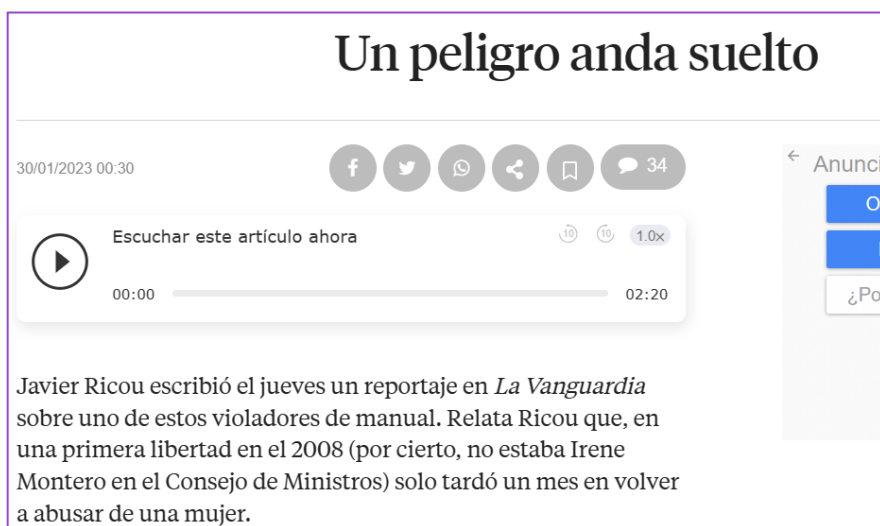 Un peligro anda suelto
30/01/2023 00:30
34
Escuchar este artículo ahora
10 10 1.0x
00:00 02:20
Javier Ricou escribió el jueves un reportaje en La Vanguardia
sobre uno de estos violadores de manual. Relata Ricou que, en
una primera libertad en el 2008 (por cierto, no estaba Irene
Montero en el Consejo de Ministros) solo tardó un mes en volver
a abusar de una mujer.